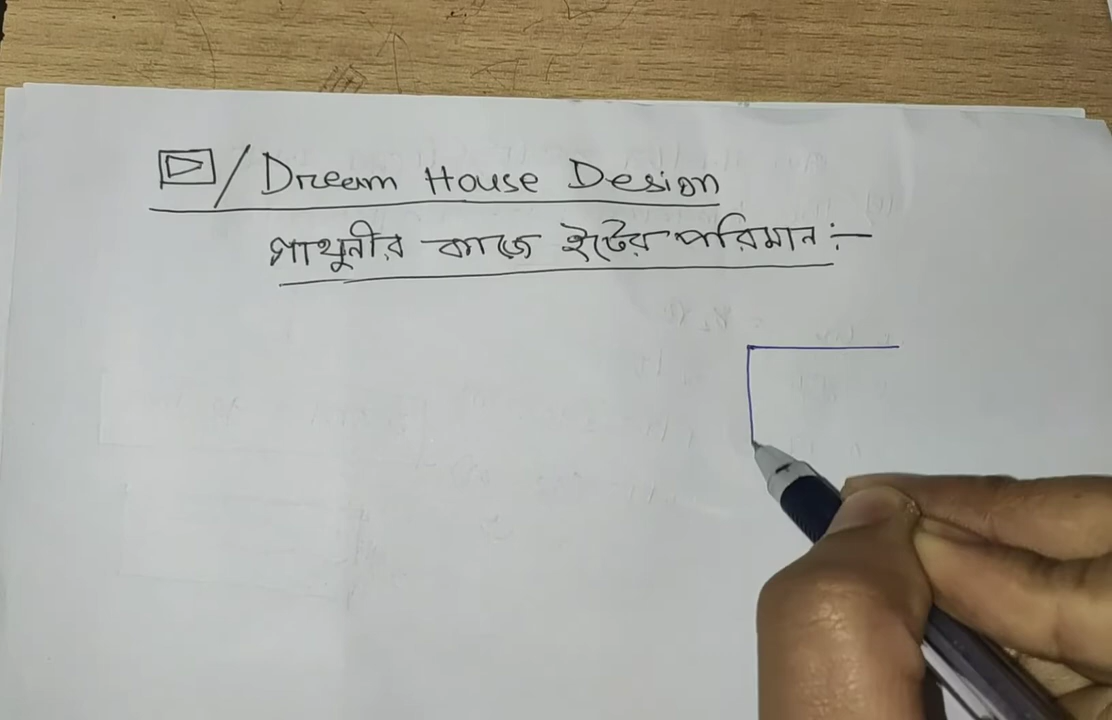 /Dream House Design
গাথুনীর কাজে ইটের পরিমান :-